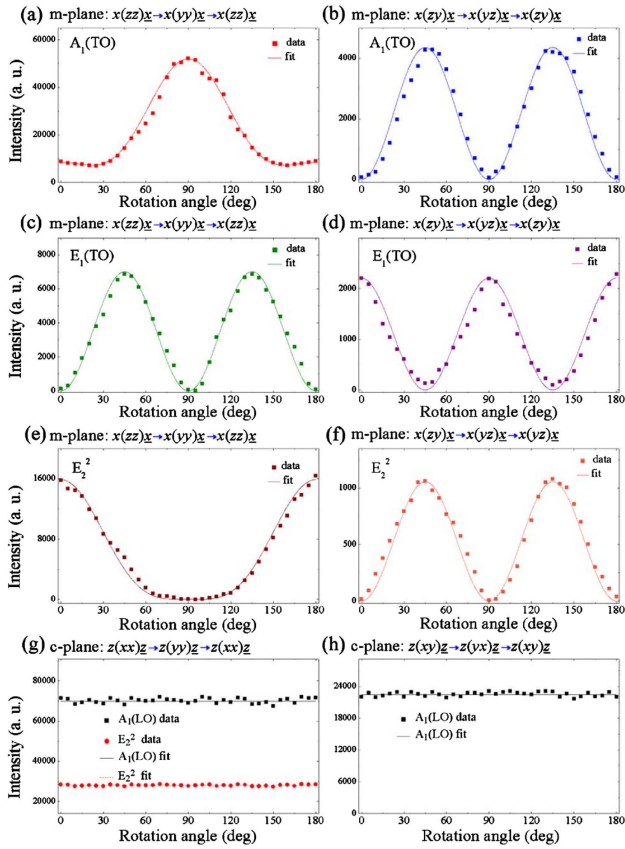 (a) m-plane: x(zz)x→x(yy)x→x(zz)x
A1(TO)
data
fit
60000
40000
20000
0
Intensity (a. u.)
0 30 60 90 120 150 180
Rotation angle (deg)
(b) m-plane: x(zy)x→x(yz)x→x(zy)x
A1(TO)
data
fit
4000
2000
0
0 30 60 90 120 150 180
Rotation angle (deg)
(c) m-plane: x(zz)x→x(yy)x→x(zz)x
E1(TO)
data
fit
8000
6000
4000
2000
0
Intensity (a. u.)
0 30 60 90 120 150 180
Rotation angle (deg)
(d) m-plane: x(zy)x→x(yz)x→x(zy)x
E1(TO)
data
fit
2000
1000
0
0 30 60 90 120 150 180
Rotation angle (deg)
(e) m-plane: x(zz)x→x(yy)x→x(zz)x
E2²
data
fit
16000
8000
0
Intensity (a. u.)
0 30 60 90 120 150 180
Rotation angle (deg)
(f) m-plane: x(zy)x→x(yz)x→x(yz)x
E2²
data
fit
1000
500
0
0 30 60 90 120 150 180
Rotation angle (deg)
(g) c-plane: z(xx)z→z(yy)z→z(xx)z
80000
60000
40000
20000
Intensity (a. u.)
A1(LO) data
E2² data
A1(LO) fit
E2² fit
0 30 60 90 120 150 180
Rotation angle (deg)
(h) c-plane: z(xy)z→z(yx)z→z(xy)z
24000
18000
12000
6000
0
A1(LO) data
A1(LO) fit
0 30 60 90 120 150 180
Rotation angle (deg)